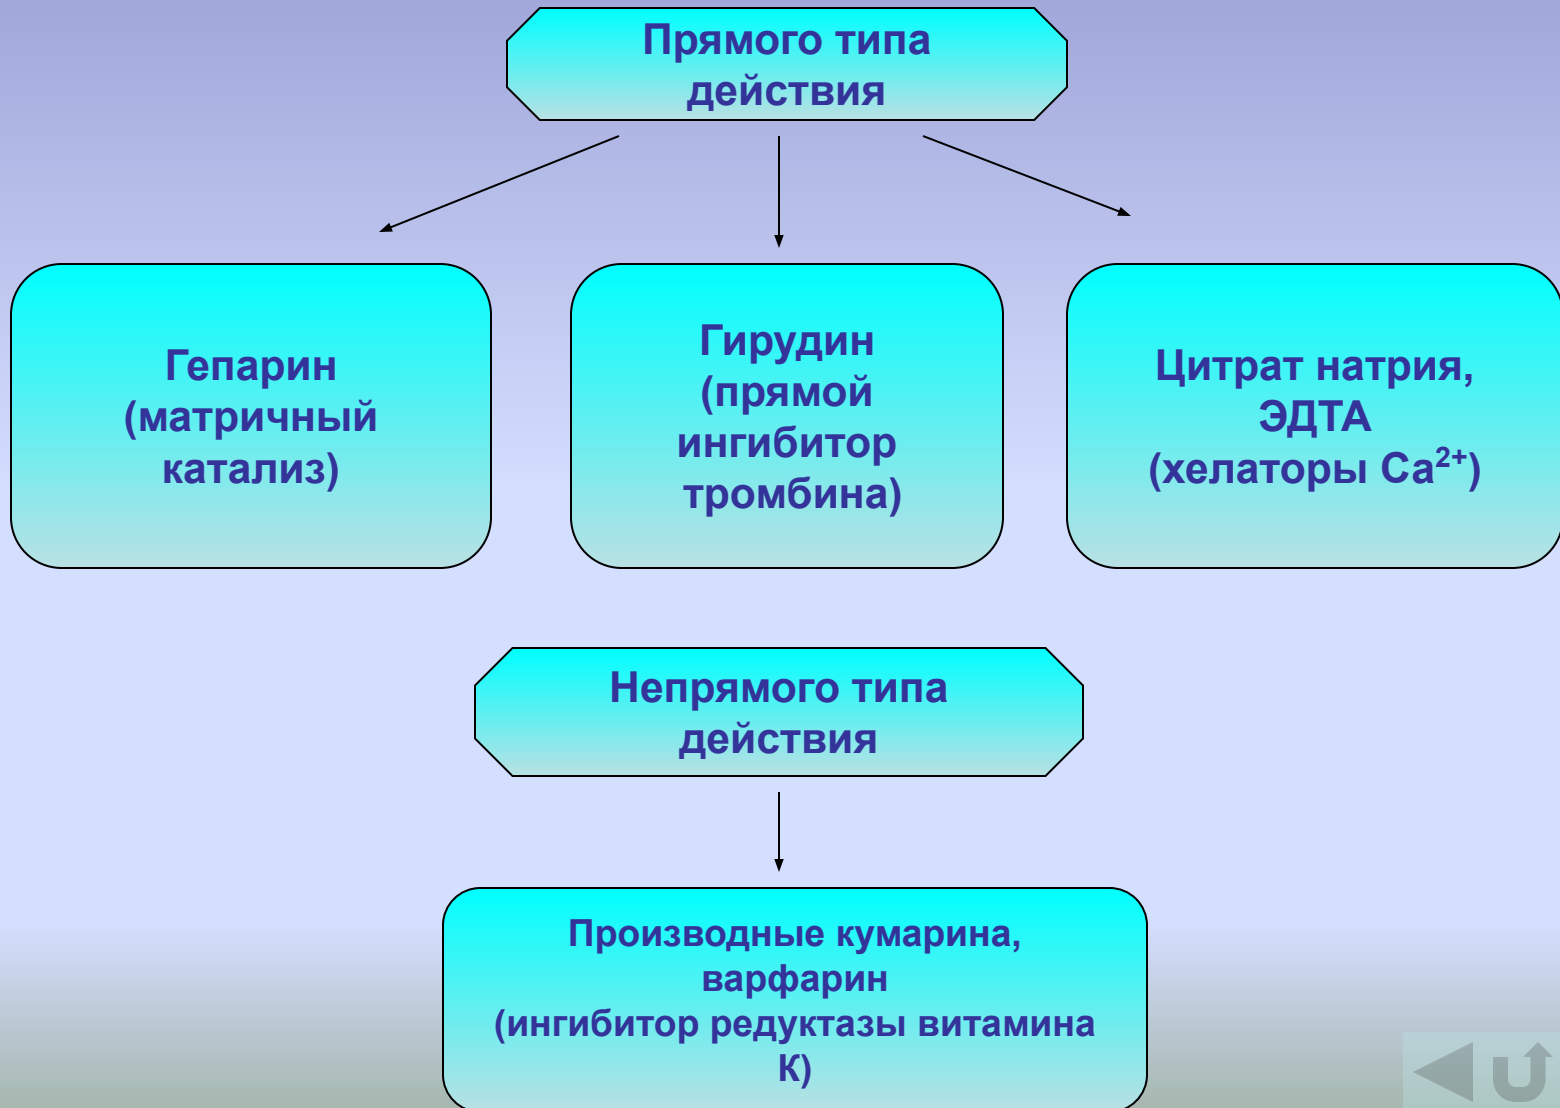 Прямого типа
действия
Гепарин
(матричный
катализ)
Гирудин
(прямой
ингибитор
тромбина)
Цитрат натрия,
ЭДТА
(хелаторы Ca²⁺)
Непрямого типа
действия
Производные кумарина,
варфарин
(ингибитор редуктазы витамина
К)